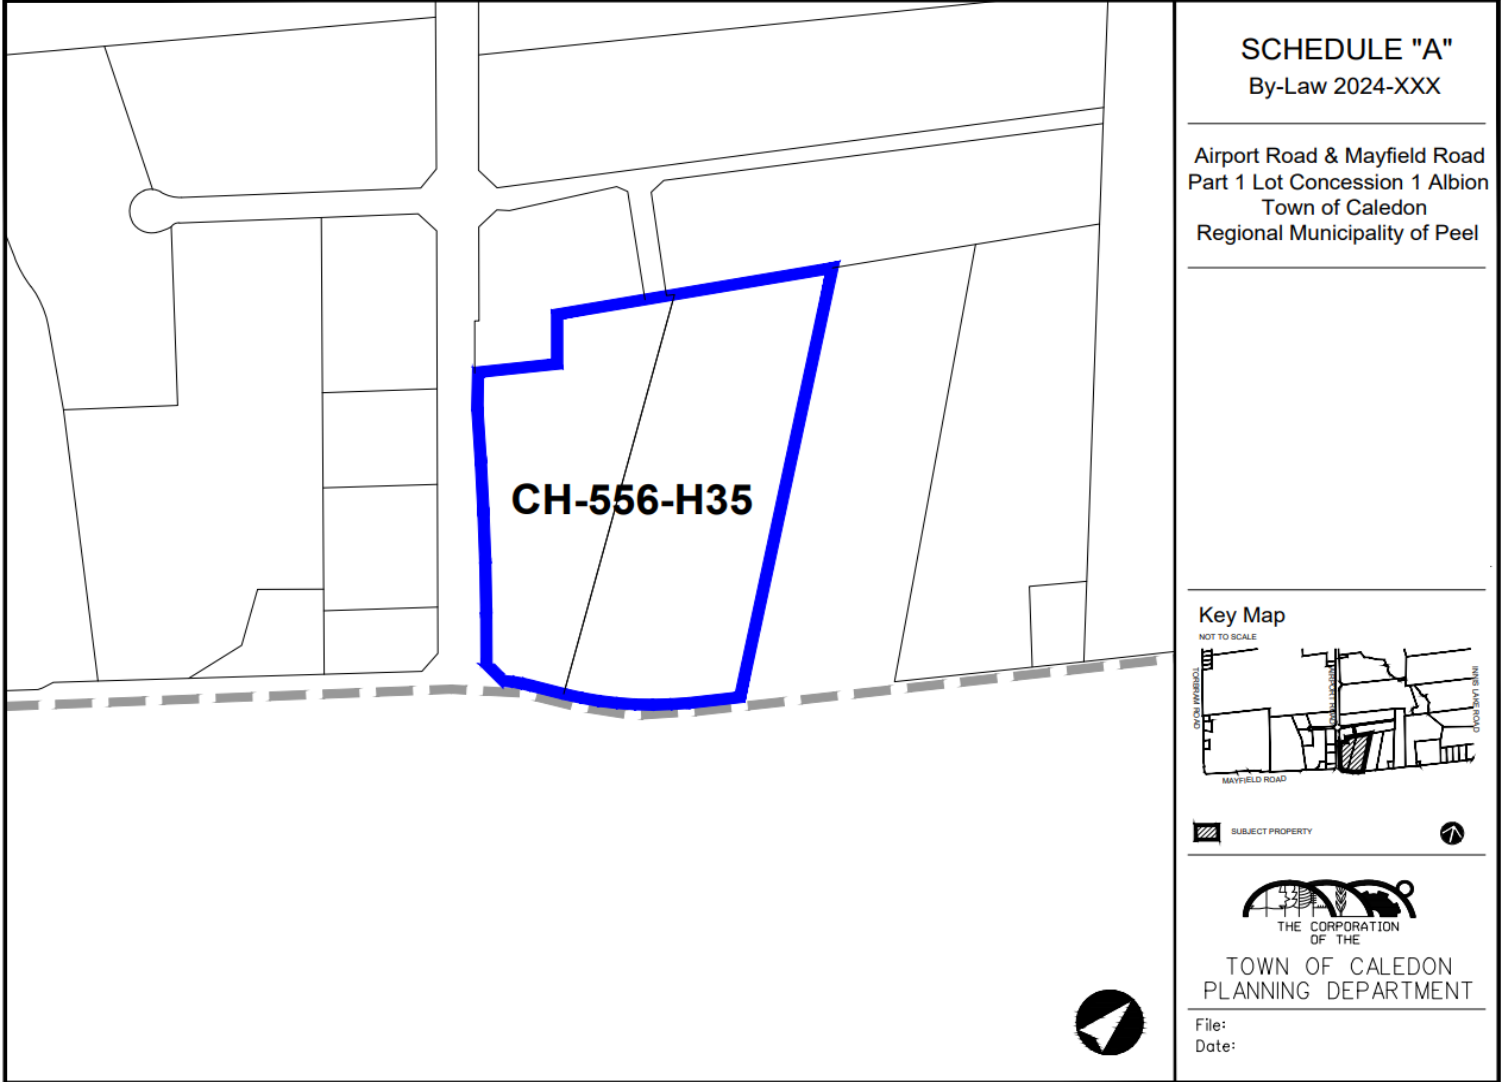 CH-556-H35
SCHEDULE "A"
By-Law 2024-XXX
Airport Road & Mayfield Road
Part 1 Lot Concession 1 Albion
Town of Caledon
Regional Municipality of Peel
Key Map
NOT TO SCALE
TORBRAM ROAD
AIRPORT ROAD
INNIS LAKE ROAD
MAYFIELD ROAD
SUBJECT PROPERTY
THE CORPORATION
OF THE
TOWN OF CALEDON
PLANNING DEPARTMENT
File:
Date: